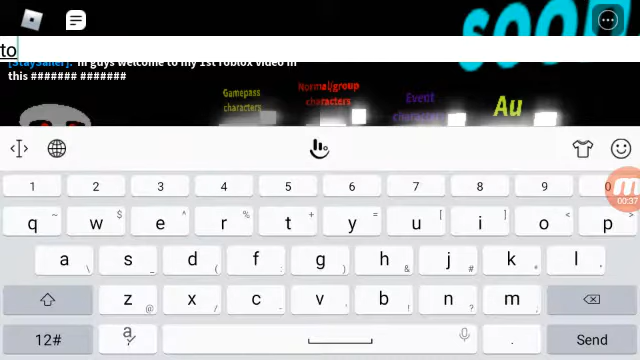 SOON
to
[StaySafer]: hi guys welcome to my 1st roblox video in
this ####### #######
Gamepass
characters
Normal/group
characters
Event
characters
Au
1 2 3 4 5 6 7 8 9 0
q ~ w $ e ^ r % t + y = u [ i ] o < p >
a \ s _ d ( f : g ) h & j # k * l .
z @ x / c - v ' b ! n ? m ,
12# a . Send
00:37